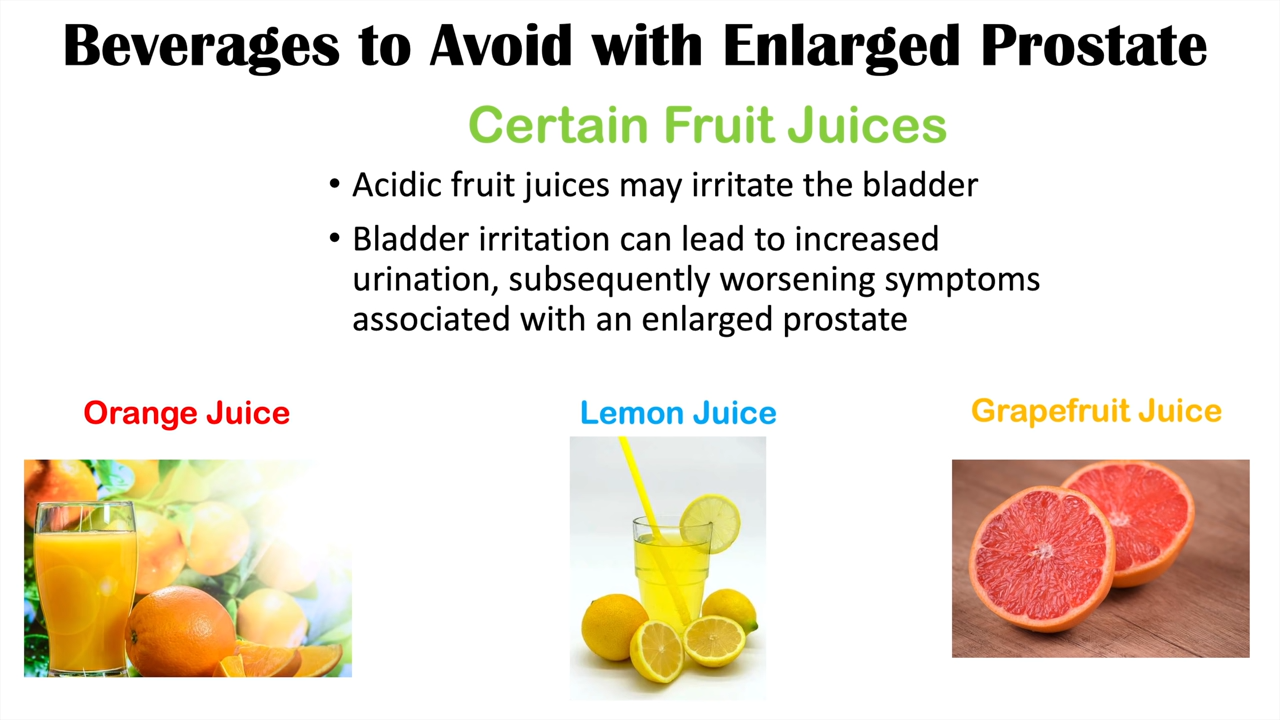 Beverages to Avoid with Enlarged Prostate
Certain Fruit Juices
• Acidic fruit juices may irritate the bladder
• Bladder irritation can lead to increased
urination, subsequently worsening symptoms
associated with an enlarged prostate
Orange Juice
Lemon Juice
Grapefruit Juice